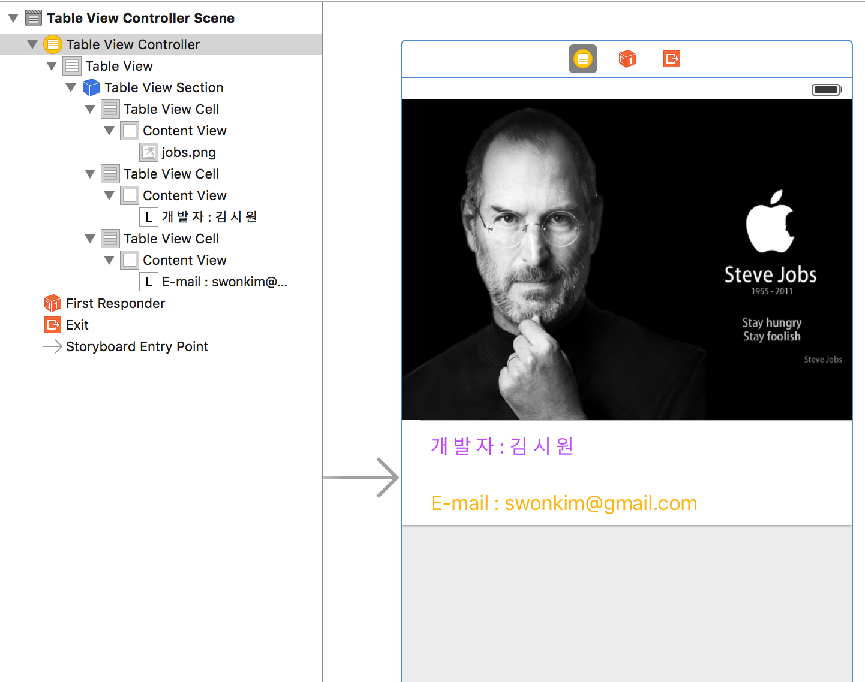 Table View Controller Scene
Table View Controller
Table View
Table View Section
Table View Cell
Content View
jobs.png
Table View Cell
Content View
L 개 발 자 : 김 시 원
Table View Cell
Content View
L E-mail : swonkim@...
First Responder
Exit
Storyboard Entry Point
Steve Jobs
1955 - 2011
Stay hungry
Stay foolish
Steve Jobs
개 발 자 : 김 시 원
E-mail : swonkim@gmail.com